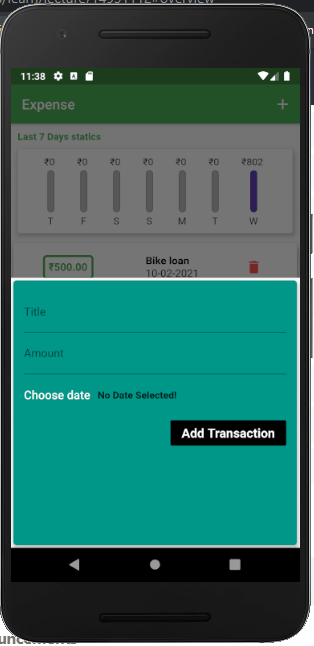 11:38
Expense +
Last 7 Days statics
₹0 ₹0 ₹0 ₹0 ₹0 ₹0 ₹802
T F S S M T W
₹500.00
Bike loan
10-02-2021
Title
Amount
Choose date No Date Selected!
Add Transaction